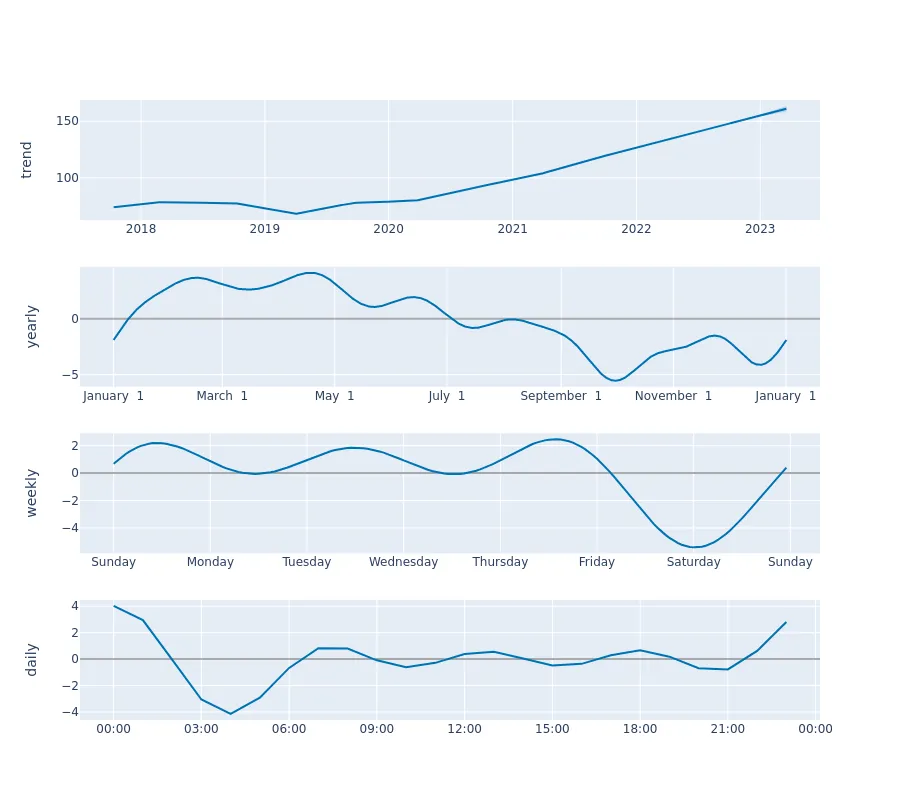 trend
150
100
2018 2019 2020 2021 2022 2023
yearly
0
−5
January 1 March 1 May 1 July 1 September 1 November 1 January 1
weekly
2
0
−2
−4
Sunday Monday Tuesday Wednesday Thursday Friday Saturday Sunday
daily
4
2
0
−2
−4
00:00 03:00 06:00 09:00 12:00 15:00 18:00 21:00 00:00